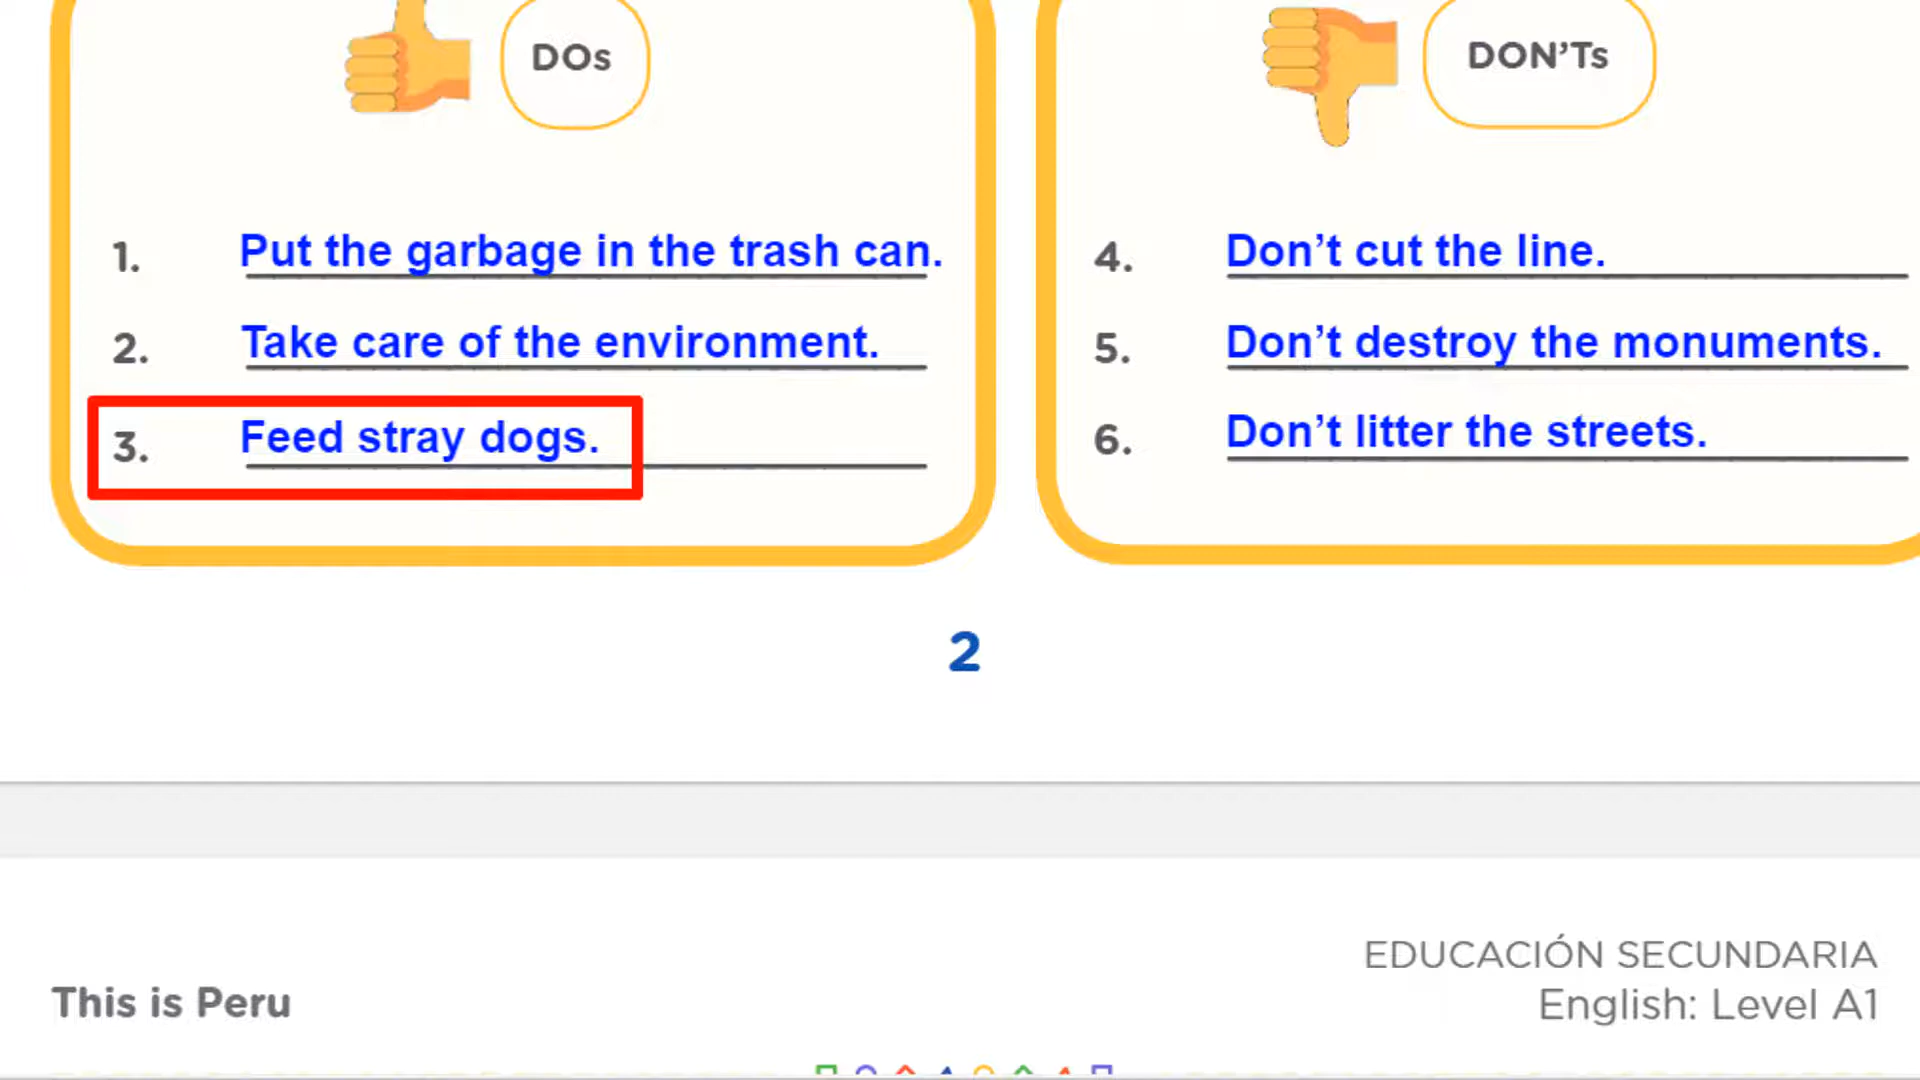 DOs
1. Put the garbage in the trash can.
2. Take care of the environment.
3. Feed stray dogs.
DON’Ts
4. Don’t cut the line.
5. Don’t destroy the monuments.
6. Don’t litter the streets.
2
This is Peru
EDUCACIÓN SECUNDARIA
English: Level A1